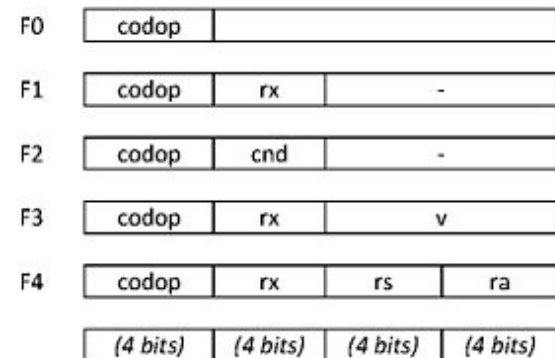 F0 codop
F1 codop rx -
F2 codop cnd -
F3 codop rx v
F4 codop rx rs ra
(4 bits) (4 bits) (4 bits) (4 bits)